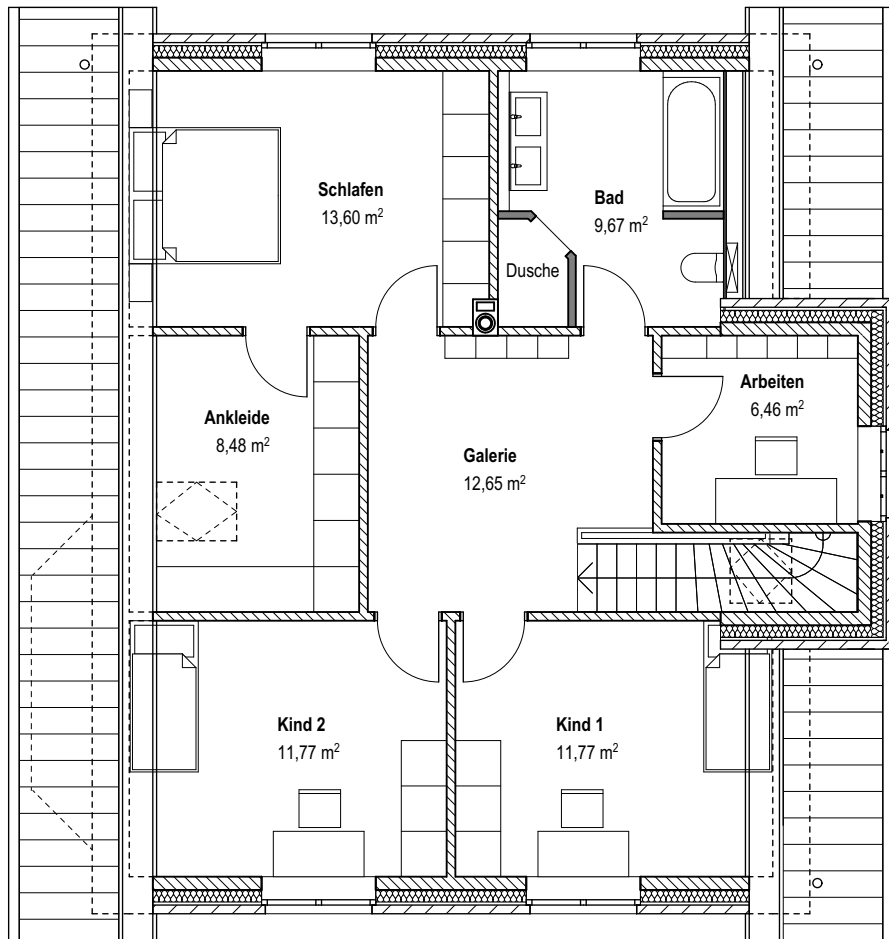 Schlafen
13,60 m²
Bad
9,67 m²
Dusche
Ankleide
8,48 m²
Arbeiten
6,46 m²
Galerie
12,65 m²
Kind 2
11,77 m²
Kind 1
11,77 m²